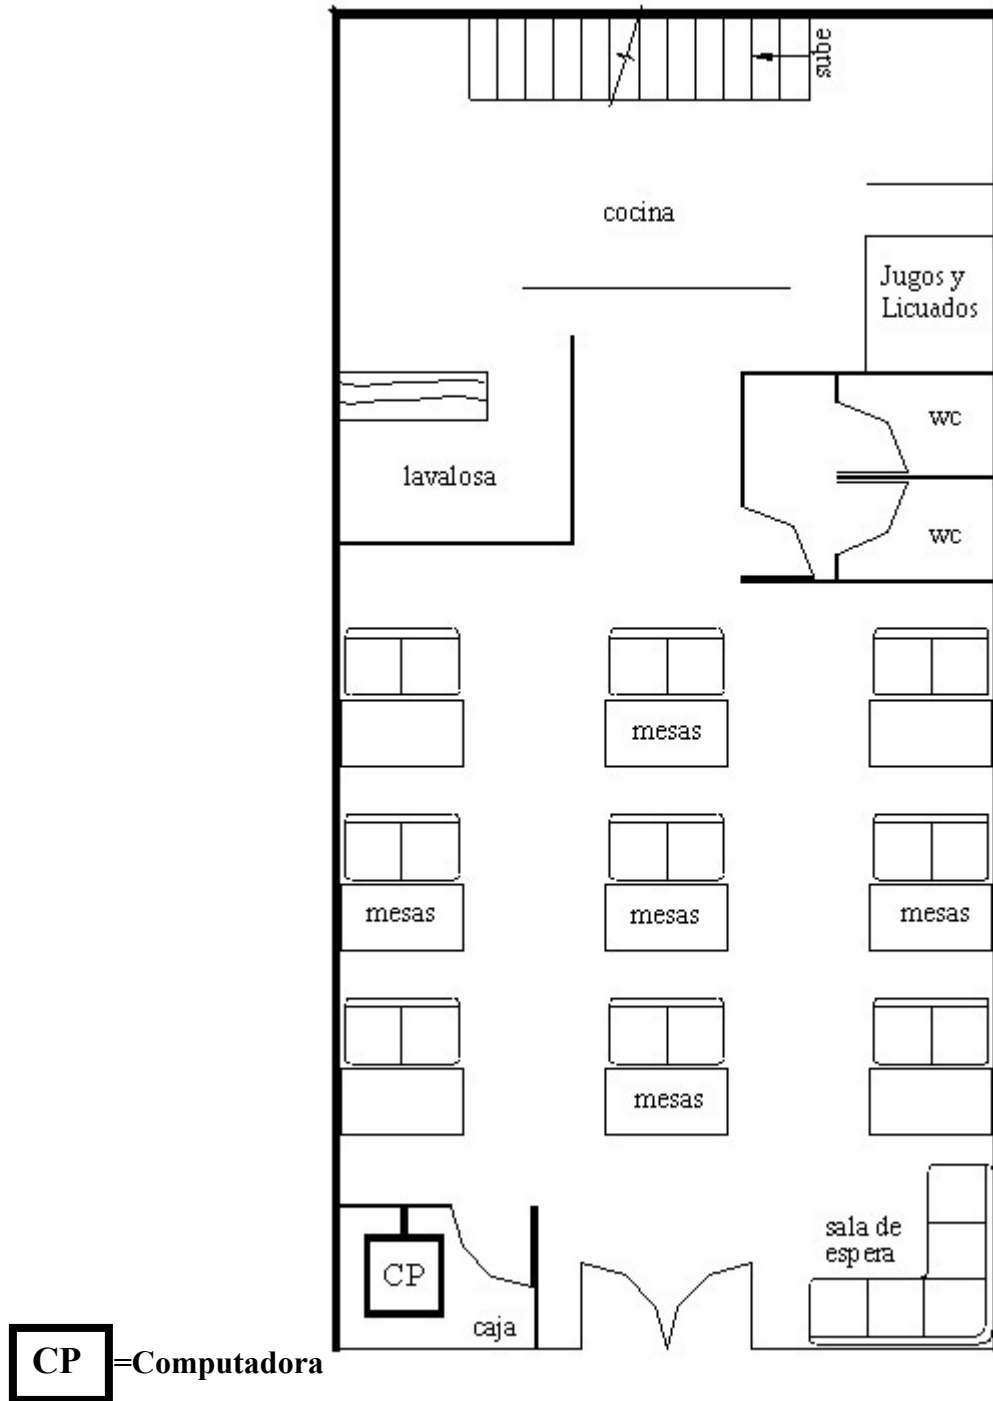 sube
cocina
Jugos y
Licuados
wc
lavalosa
wc
mesas
mesas
mesas
mesas
mesas
sala de
espera
CP
caja
CP =Computadora